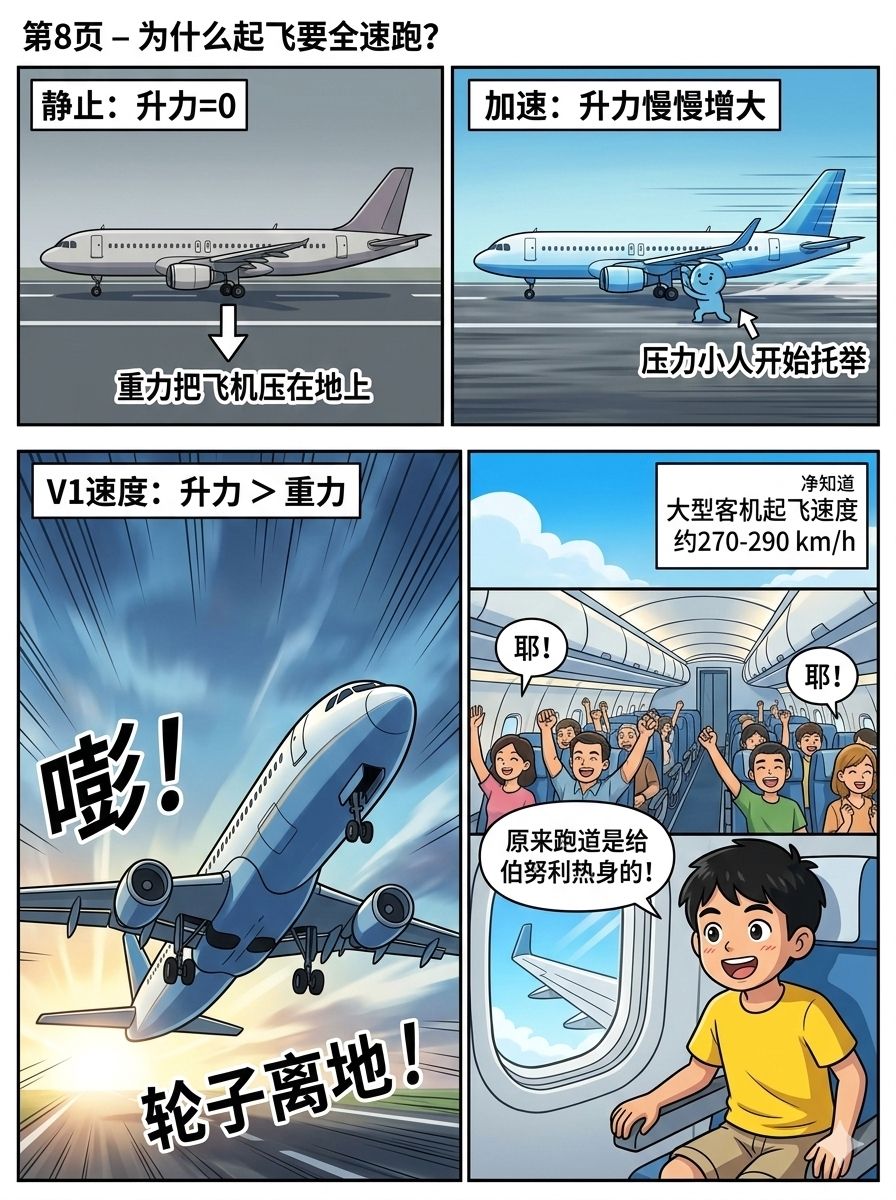 第8页 – 为什么起飞要全速跑？
静止：升力=0
重力把飞机压在地上
加速：升力慢慢增大
压力小人开始托举
V1速度：升力 > 重力
嘭！
轮子离地！
净知道
大型客机起飞速度
约270-290 km/h
耶！
耶！
原来跑道是给
伯努利热身的！